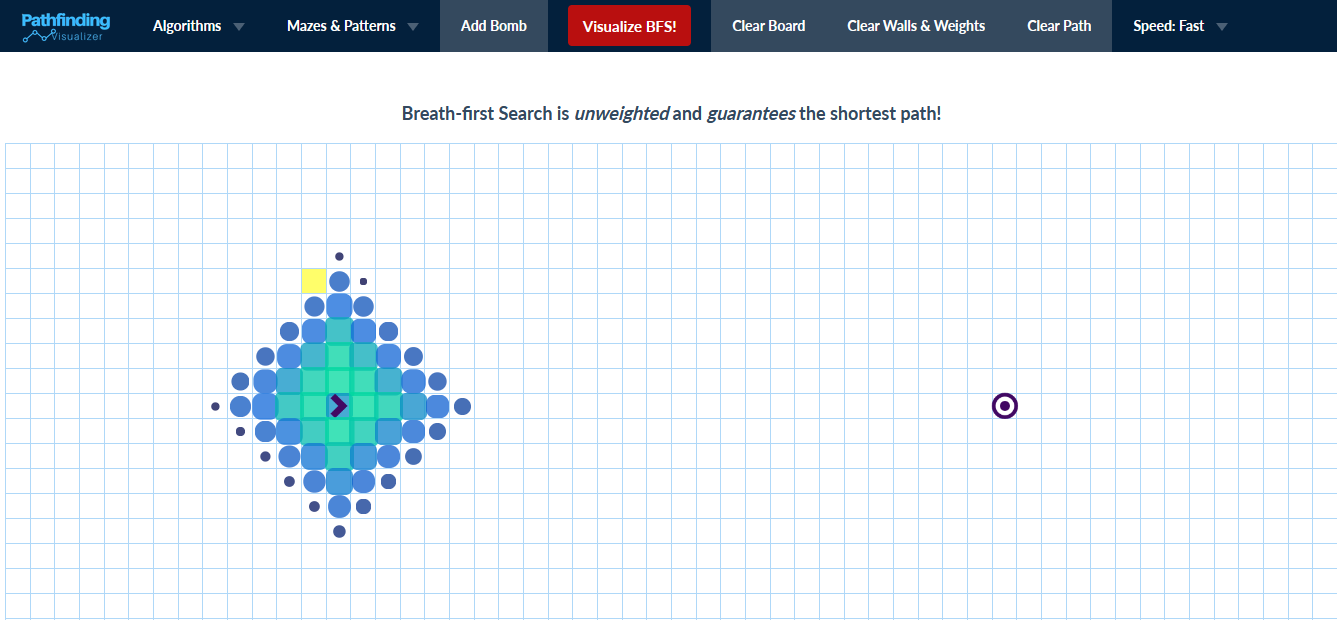 Pathfinding
Visualizer
Algorithms
Mazes & Patterns
Add Bomb
Visualize BFS!
Clear Board
Clear Walls & Weights
Clear Path
Speed: Fast
Breath-first Search is unweighted and guarantees the shortest path!